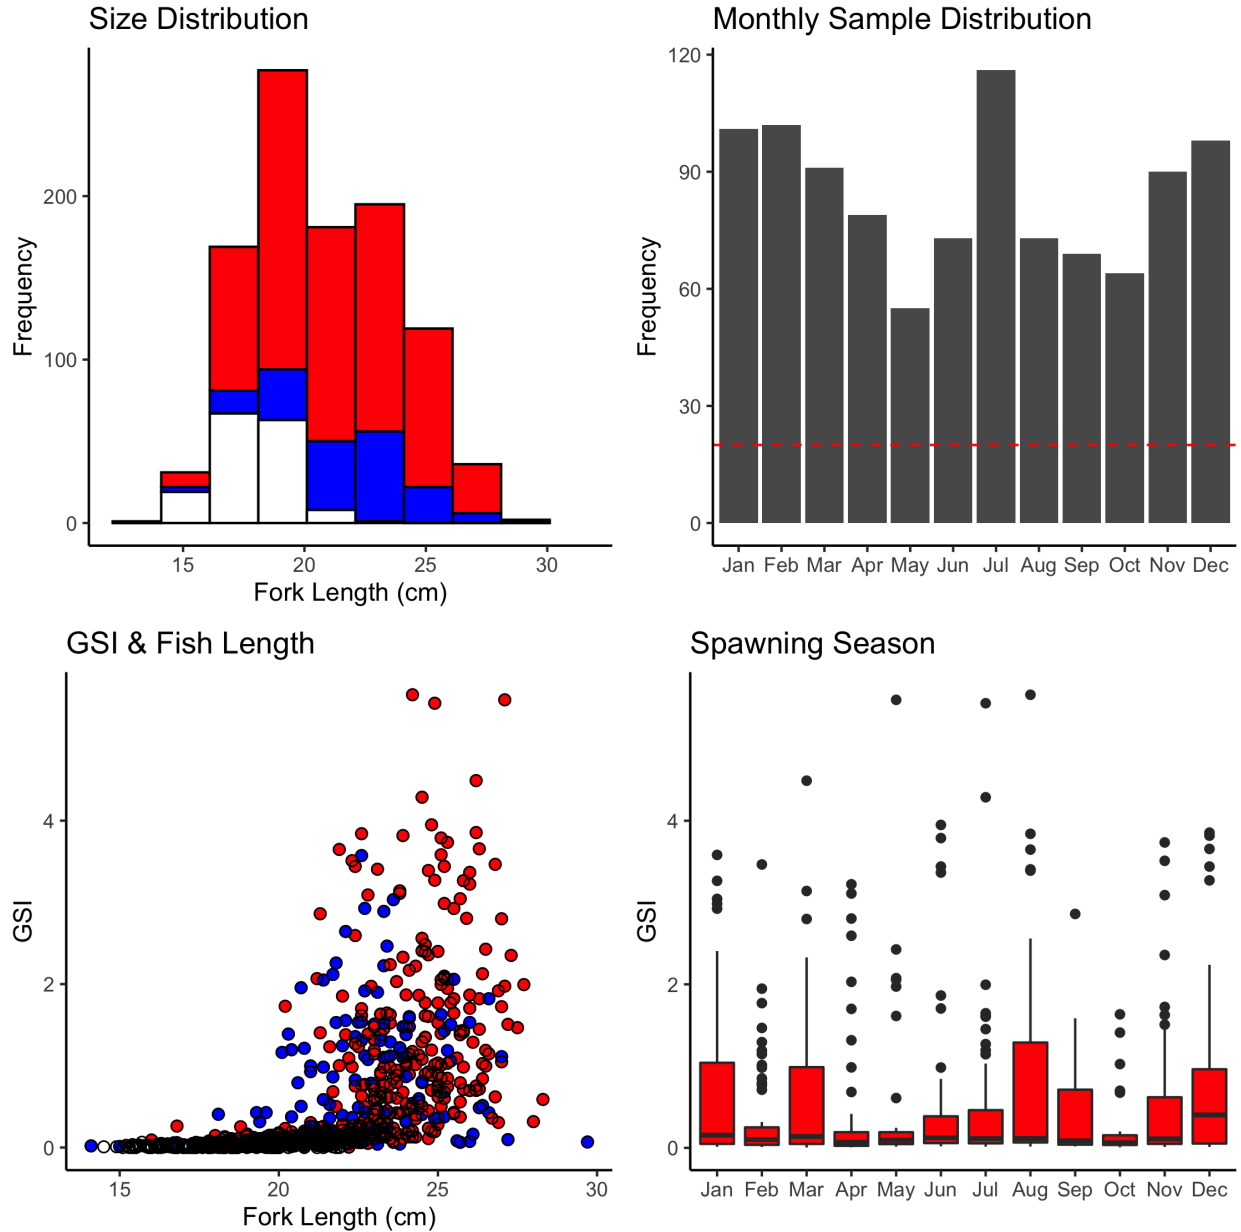 Size Distribution
Frequency
200
100
0
15 20 25 30
Fork Length (cm)
Monthly Sample Distribution
Frequency
120
90
60
30
0
Jan Feb Mar Apr May Jun Jul Aug Sep Oct Nov Dec
GSI & Fish Length
GSI
4
2
0
15 20 25 30
Fork Length (cm)
Spawning Season
GSI
4
2
0
Jan Feb Mar Apr May Jun Jul Aug Sep Oct Nov Dec